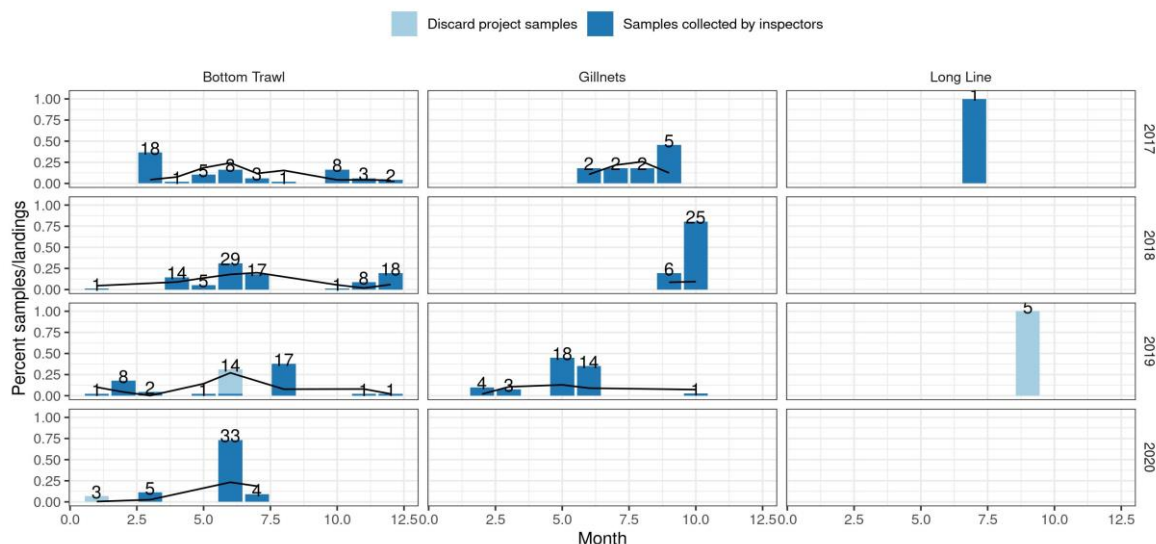 Discard project samples Samples collected by inspectors
Bottom Trawl Gillnets Long Line
Percent samples/landings
1.00
0.75
0.50
0.25
0.00
18 1 5 8 3 1 8 3 2
2 2 2 5
1
2017
1.00
0.75
0.50
0.25
0.00
1 14 5 29 17 1 8 18
6 25
2018
1.00
0.75
0.50
0.25
0.00
1 8 2 1 14 17 1 1
4 3 18 14 1
5
2019
1.00
0.75
0.50
0.25
0.00
3 5 33 4
2020
0.0 2.5 5.0 7.5 10.0 12.5 0.0 2.5 5.0 7.5 10.0 12.5 0.0 2.5 5.0 7.5 10.0 12.5
Month